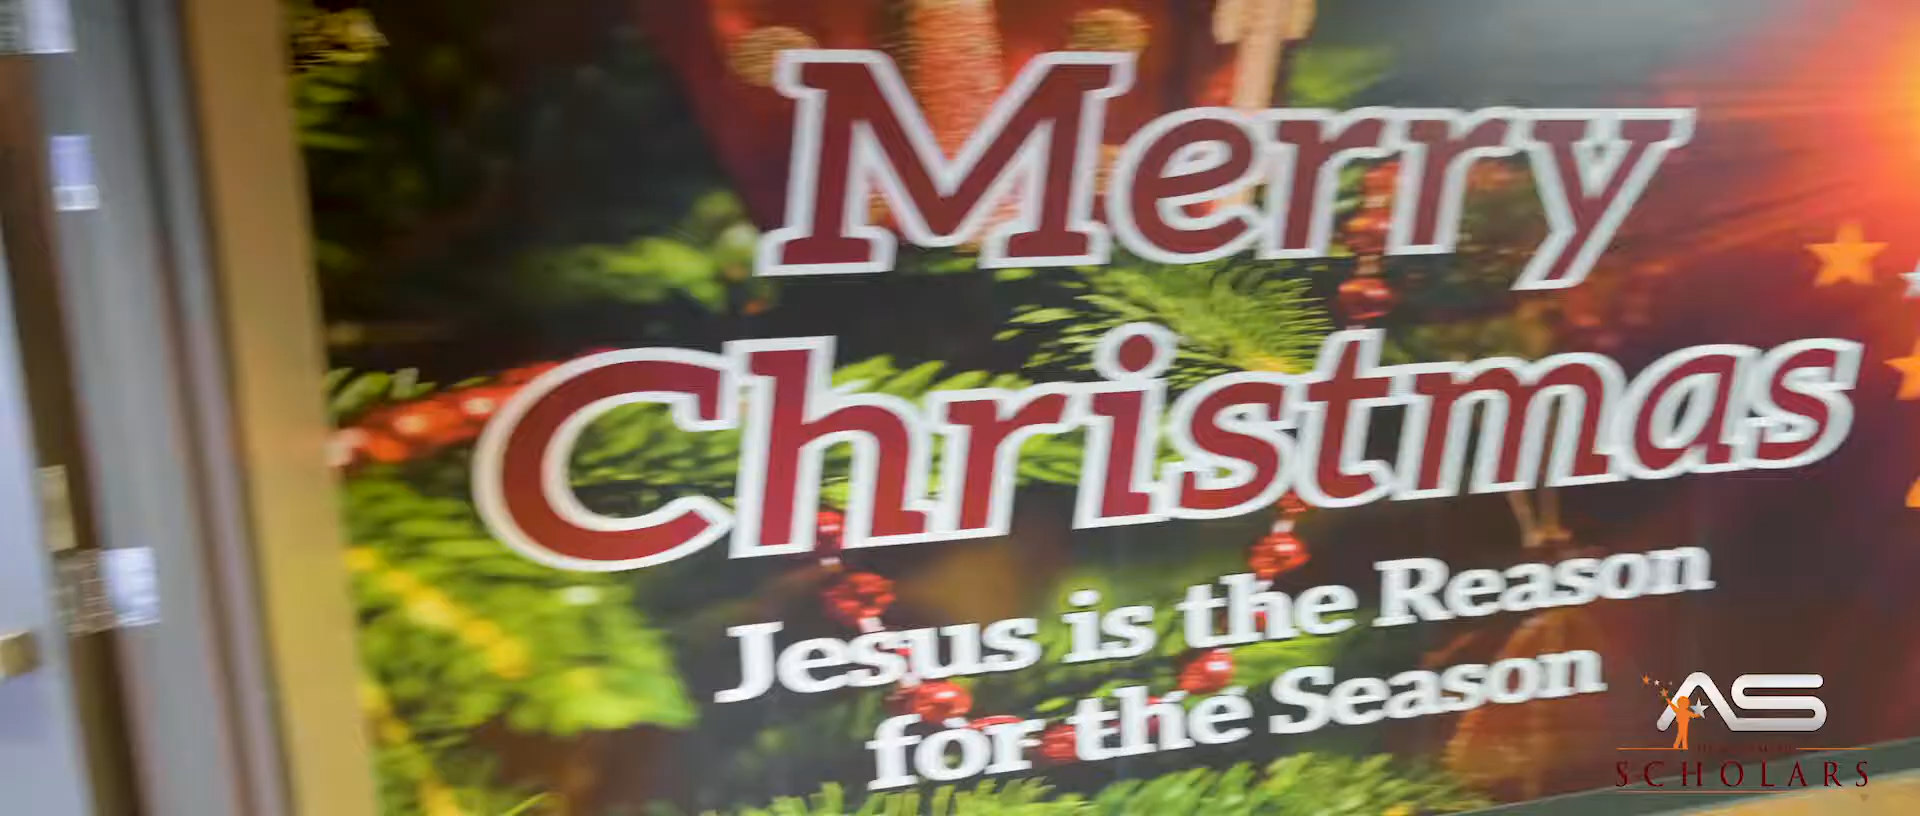 Merry
Christmas
Jesus is the Reason
for the Season
AS
SCHOLARS